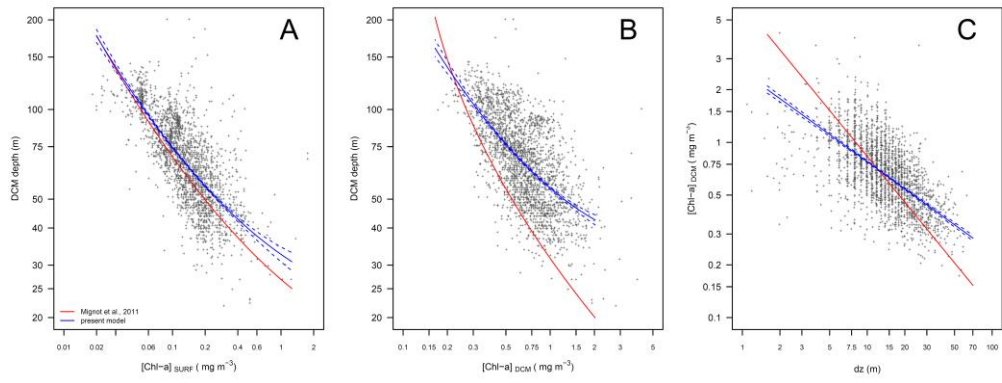 A
DCM depth (m)
200
150
100
75
50
40
30
25
20
Mignot et al., 2011
present model
0.01 0.02 0.04 0.06 0.1 0.2 0.4 0.6 1 2
[Chl−a] SURF ( mg m−3)
B
DCM depth (m)
200
150
100
75
50
40
30
25
20
0.1 0.15 0.2 0.3 0.5 0.75 1 1.5 2 3 4 5
[Chl−a] DCM ( mg m−3)
C
[Chl−a] DCM ( mg m−3)
5
3
2
1.5
1
0.75
0.5
0.3
0.2
0.15
0.1
1 2 3 5 7.5 10 15 20 30 50 70 100
dz (m)